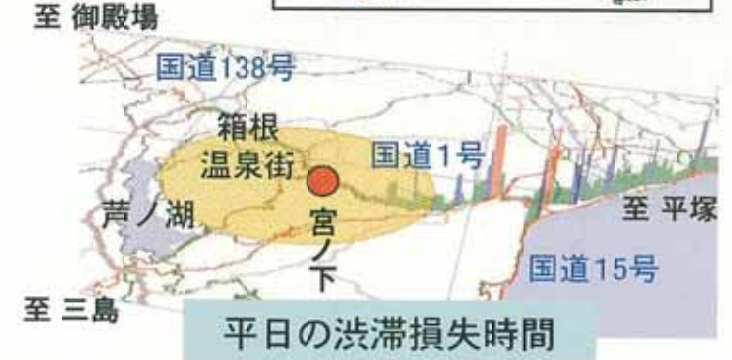 至 御殿場
国道138号
箱根
温泉街
国道1号
芦ノ湖
宮ノ下
至 平塚
国道15号
至 三島
平日の渋滞損失時間